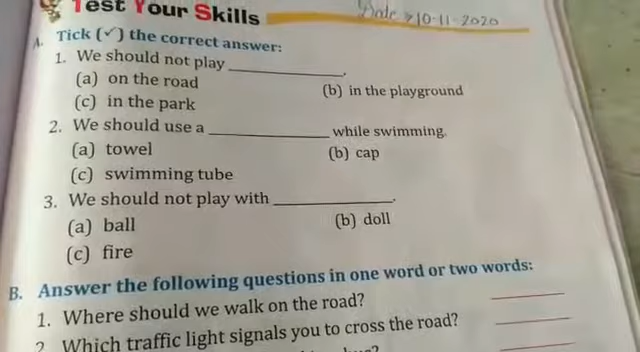 Test Your Skills
Date > 10-11-2020
A. Tick (✓) the correct answer:
1. We should not play ____________.
(a) on the road
(b) in the playground
(c) in the park
2. We should use a ____________ while swimming.
(a) towel
(b) cap
(c) swimming tube
3. We should not play with ____________.
(a) ball
(b) doll
(c) fire
B. Answer the following questions in one word or two words:
1. Where should we walk on the road?
2. Which traffic light signals you to cross the road?